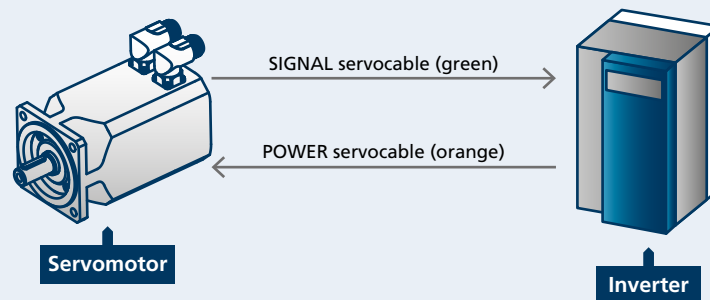 SIGNAL servocable (green)
POWER servocable (orange)
Servomotor
Inverter